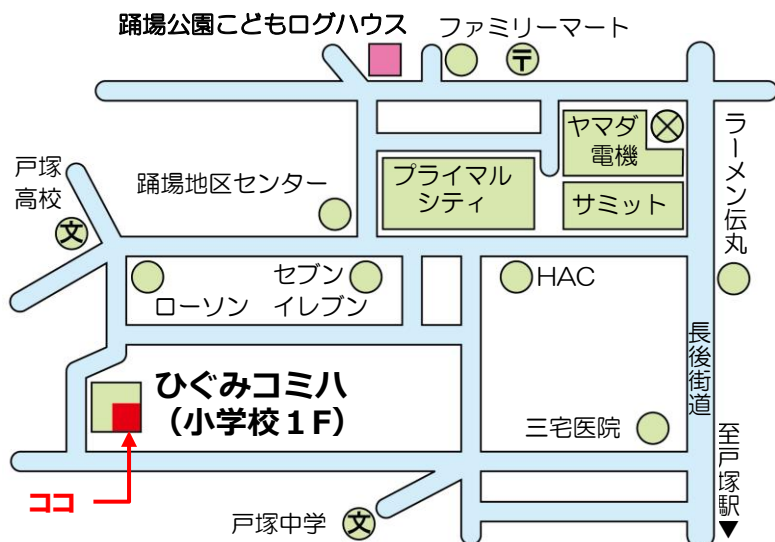 踊場公園こどもログハウス
ファミリーマート
〒
ヤマダ
電機
ラーメン伝丸
戸塚
高校
文
踊場地区センター
プライマル
シティ
サミット
セブン
イレブン
ローソン
HAC
長後街道
ひぐみコミハ
（小学校１F）
三宅医院
至戸塚駅▼
ココ
戸塚中学
文